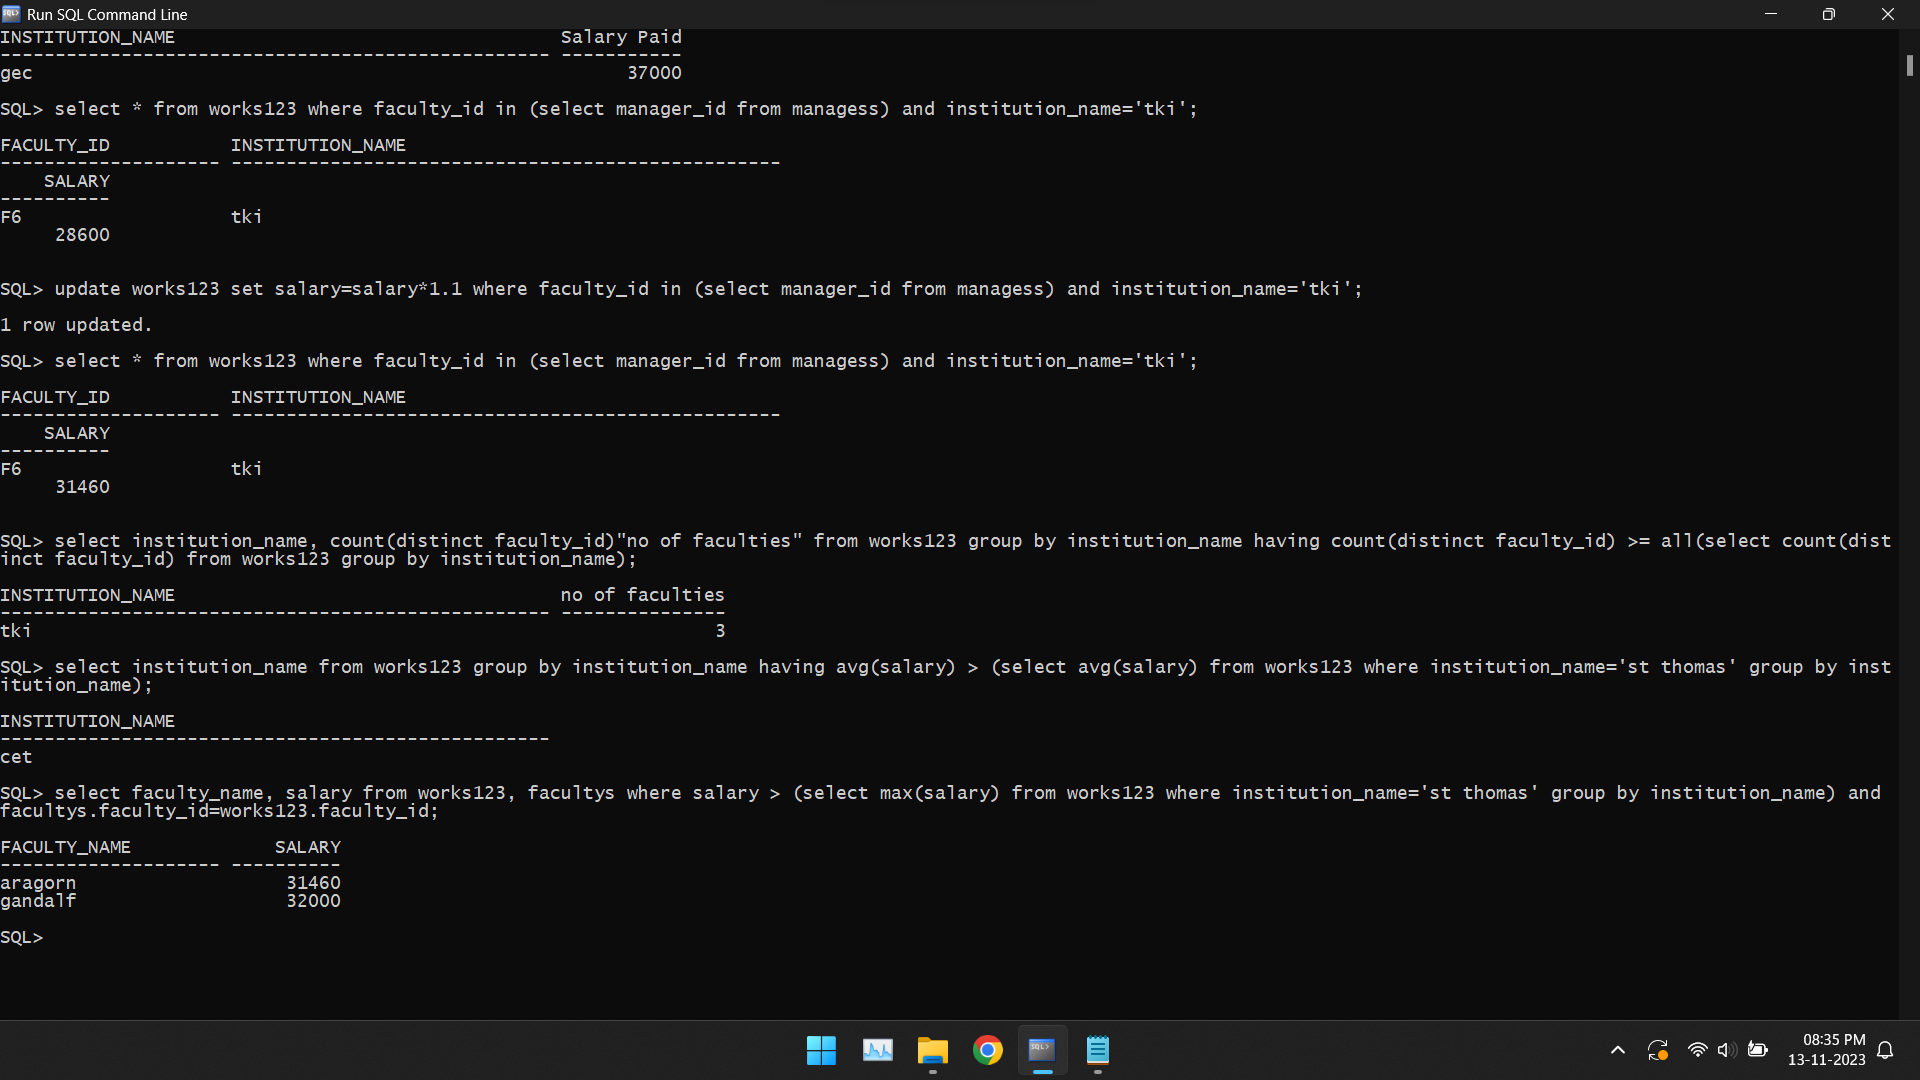 Run SQL Command Line
INSTITUTION_NAME                                   Salary Paid
-------------------------------------------------- -----------
gec                                                      37000
SQL> select * from works123 where faculty_id in (select manager_id from managess) and institution_name='tki';
FACULTY_ID           INSTITUTION_NAME
-------------------- --------------------------------------------------
    SALARY
----------
F6                   tki
     28600
SQL> update works123 set salary=salary*1.1 where faculty_id in (select manager_id from managess) and institution_name='tki';
1 row updated.
SQL> select * from works123 where faculty_id in (select manager_id from managess) and institution_name='tki';
FACULTY_ID           INSTITUTION_NAME
-------------------- --------------------------------------------------
    SALARY
----------
F6                   tki
     31460
SQL> select institution_name, count(distinct faculty_id)"no of faculties" from works123 group by institution_name having count(distinct faculty_id) >= all(select count(dist
inct faculty_id) from works123 group by institution_name);
INSTITUTION_NAME                                   no of faculties
-------------------------------------------------- ---------------
tki                                                              3
SQL> select institution_name from works123 group by institution_name having avg(salary) > (select avg(salary) from works123 where institution_name='st thomas' group by inst
itution_name);
INSTITUTION_NAME
--------------------------------------------------
cet
SQL> select faculty_name, salary from works123, facultys where salary > (select max(salary) from works123 where institution_name='st thomas' group by institution_name) and
facultys.faculty_id=works123.faculty_id;
FACULTY_NAME             SALARY
-------------------- ----------
aragorn                   31460
gandalf                   32000
SQL>
08:35 PM
13-11-2023